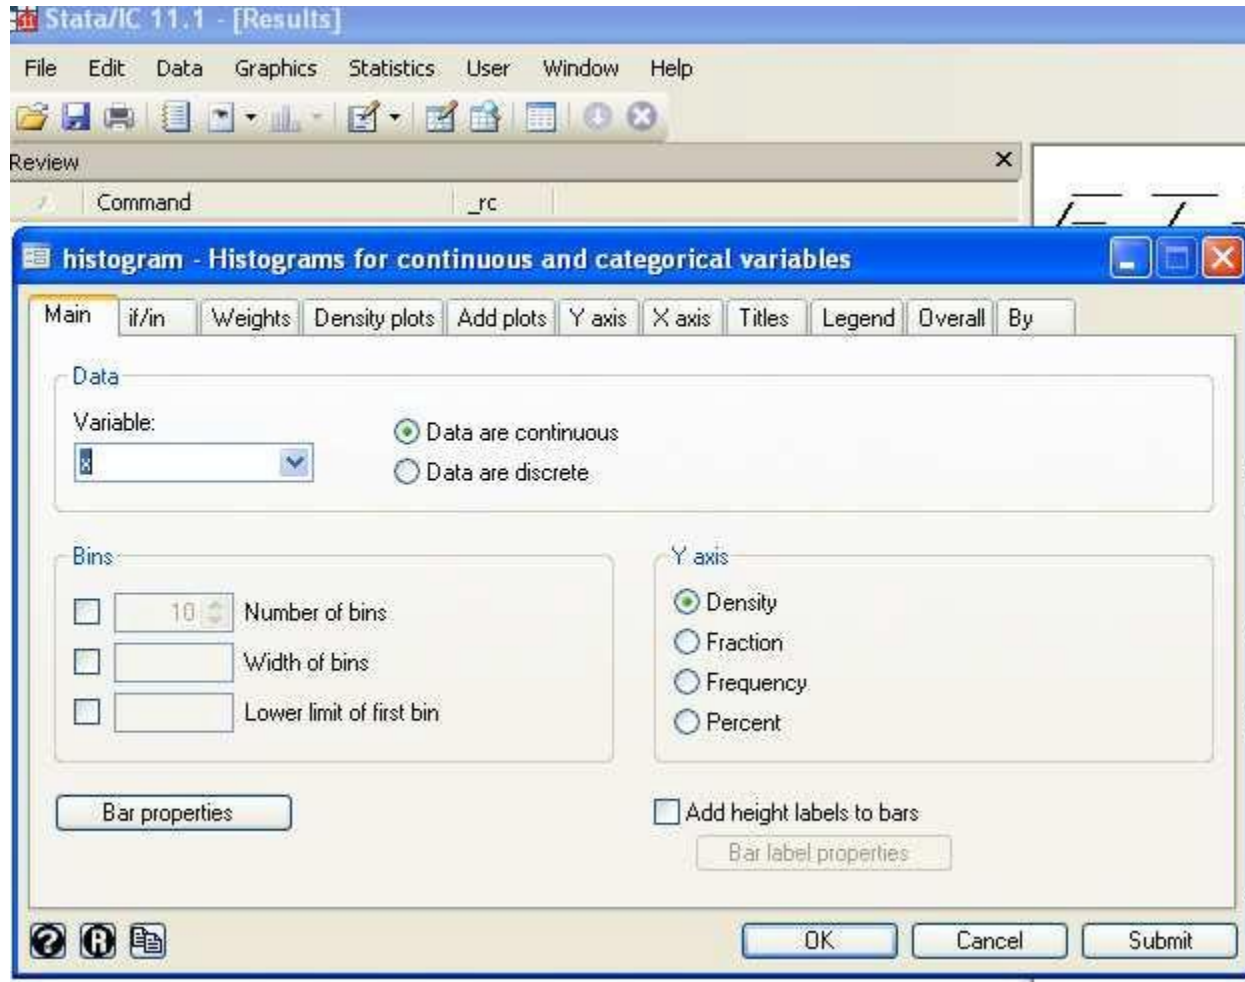 Stata/IC 11.1 - [Results]
File Edit Data Graphics Statistics User Window Help
Review
Command _rc
histogram - Histograms for continuous and categorical variables
Main if/in Weights Density plots Add plots Y axis X axis Titles Legend Overall By
Data
Variable:
x
Data are continuous
Data are discrete
Bins
10 Number of bins
Width of bins
Lower limit of first bin
Y axis
Density
Fraction
Frequency
Percent
Bar properties
Add height labels to bars
Bar label properties
OK Cancel Submit